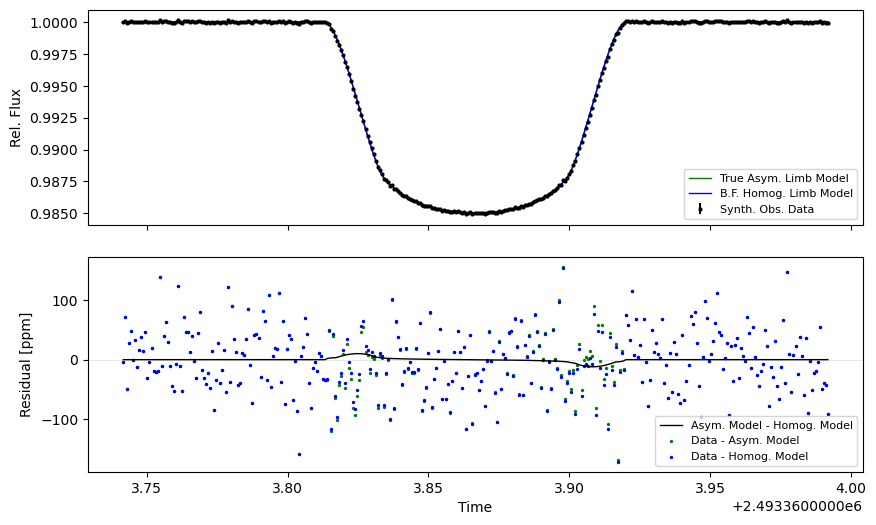 1.0000
0.9975
0.9950
0.9925
0.9900
0.9875
0.9850
Rel. Flux
True Asym. Limb Model
B.F. Homog. Limb Model
Synth. Obs. Data
100
0
−100
Residual [ppm]
Asym. Model - Homog. Model
Data - Asym. Model
Data - Homog. Model
3.75 3.80 3.85 3.90 3.95 4.00
Time
+2.4933600000e6